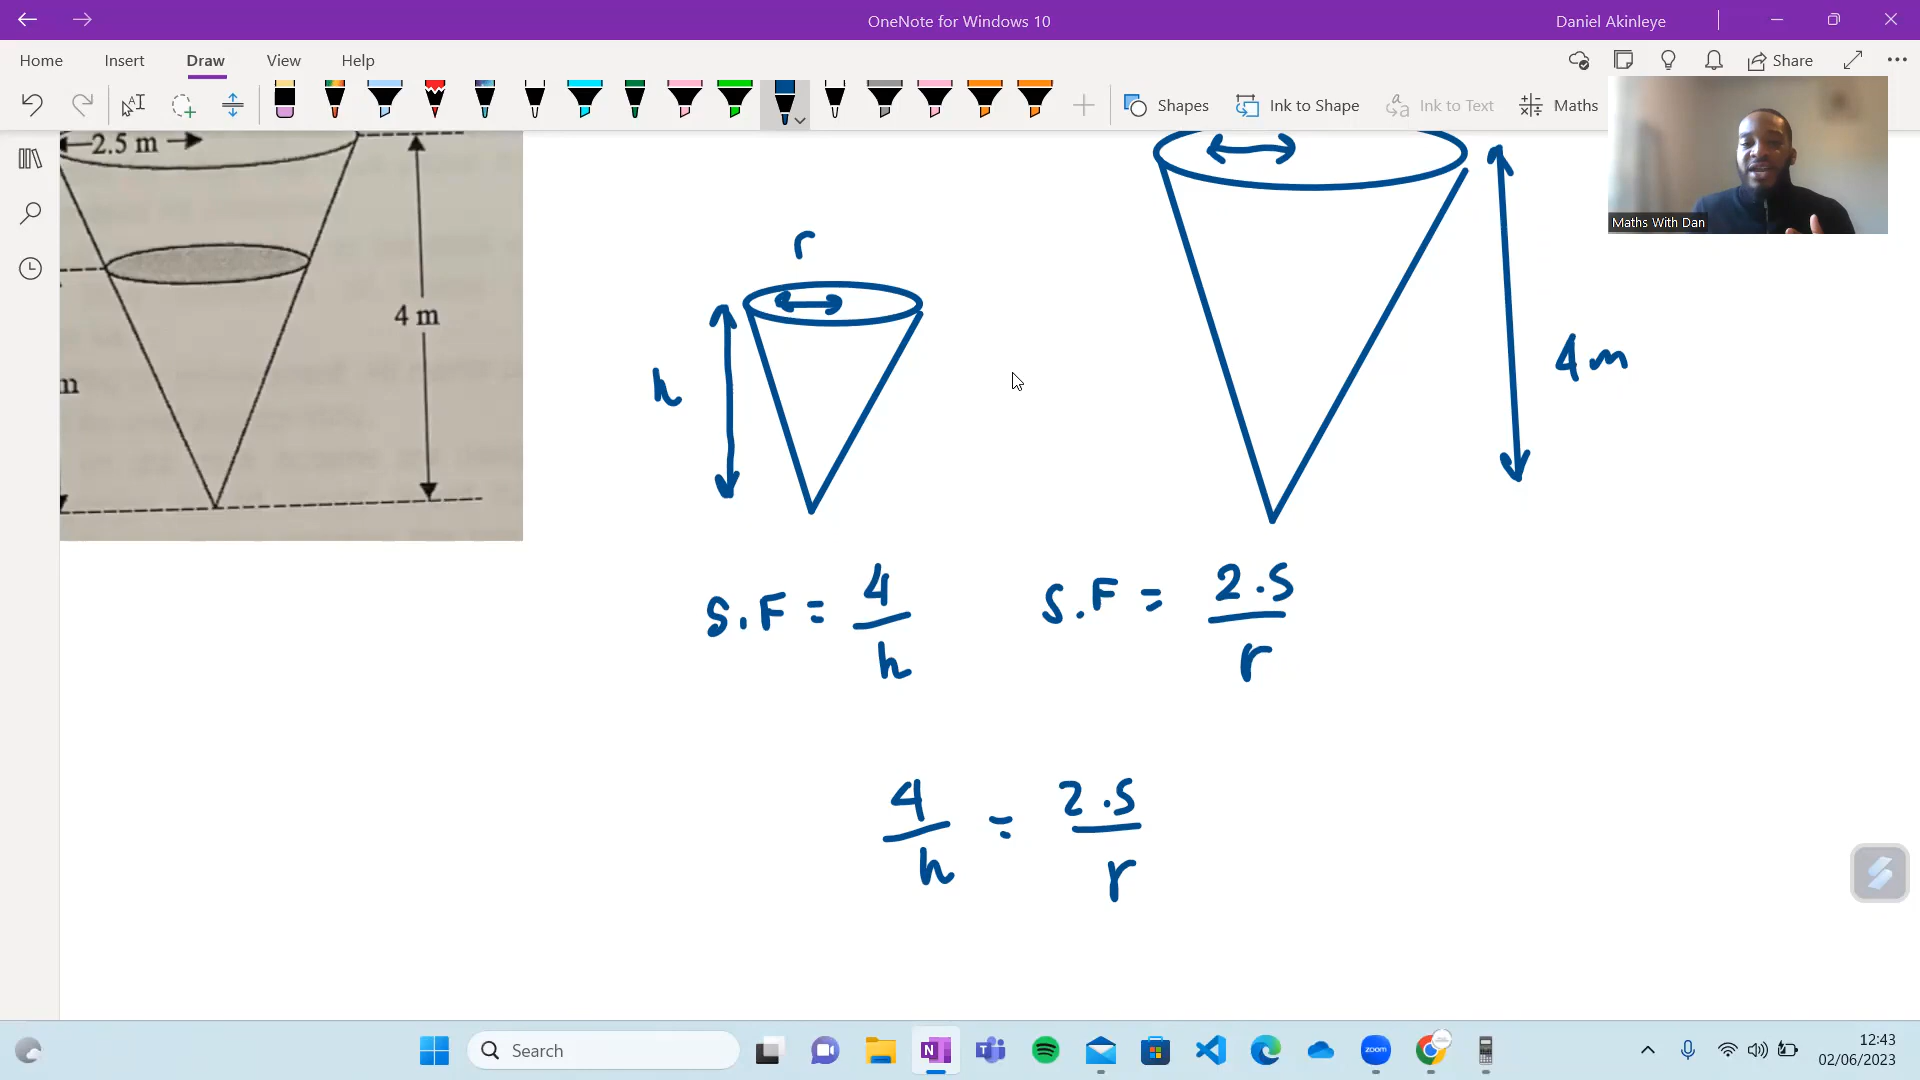 OneNote for Windows 10
Daniel Akinleye
Home Insert Draw View Help
Share
Shapes
Ink to Shape
Ink to Text
Maths
2.5 m
4 m
m
r
h
4 m
Maths With Dan
S.F = 4/h
S.F = 2.5/r
4/h = 2.5/r
Search
zoom
12:43
02/06/2023